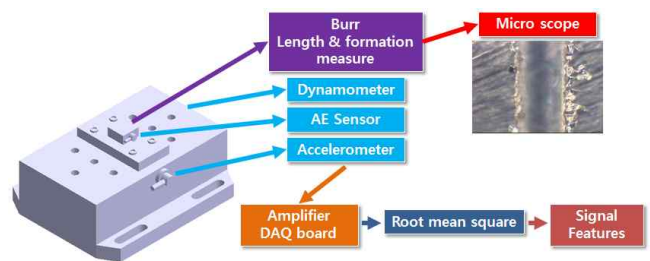 Burr
Length & formation
measure
Micro scope
Dynamometer
AE Sensor
Accelerometer
Amplifier
DAQ board
Root mean square
Signal
Features